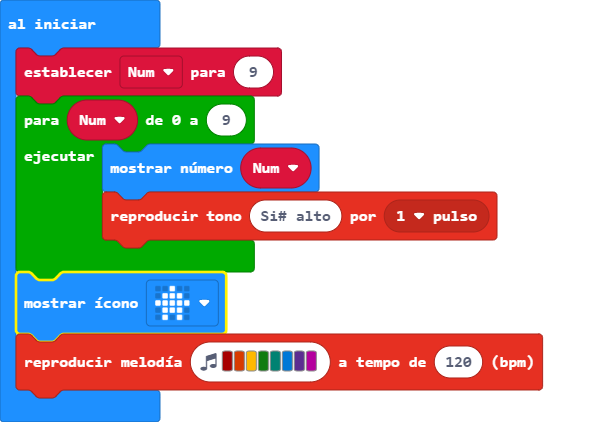 al iniciar
establecer Num para 9
para Num de 0 a 9
ejecutar
mostrar número Num
reproducir tono Si# alto por 1 pulso
mostrar ícono
reproducir melodía a tempo de 120 (bpm)